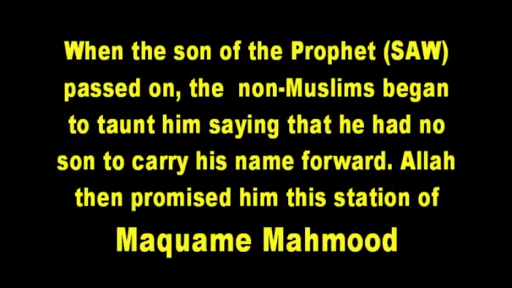 When the son of the Prophet (SAW)
passed on, the  non-Muslims began
to taunt him saying that he had no
son to carry his name forward. Allah
then promised him this station of
Maquame Mahmood